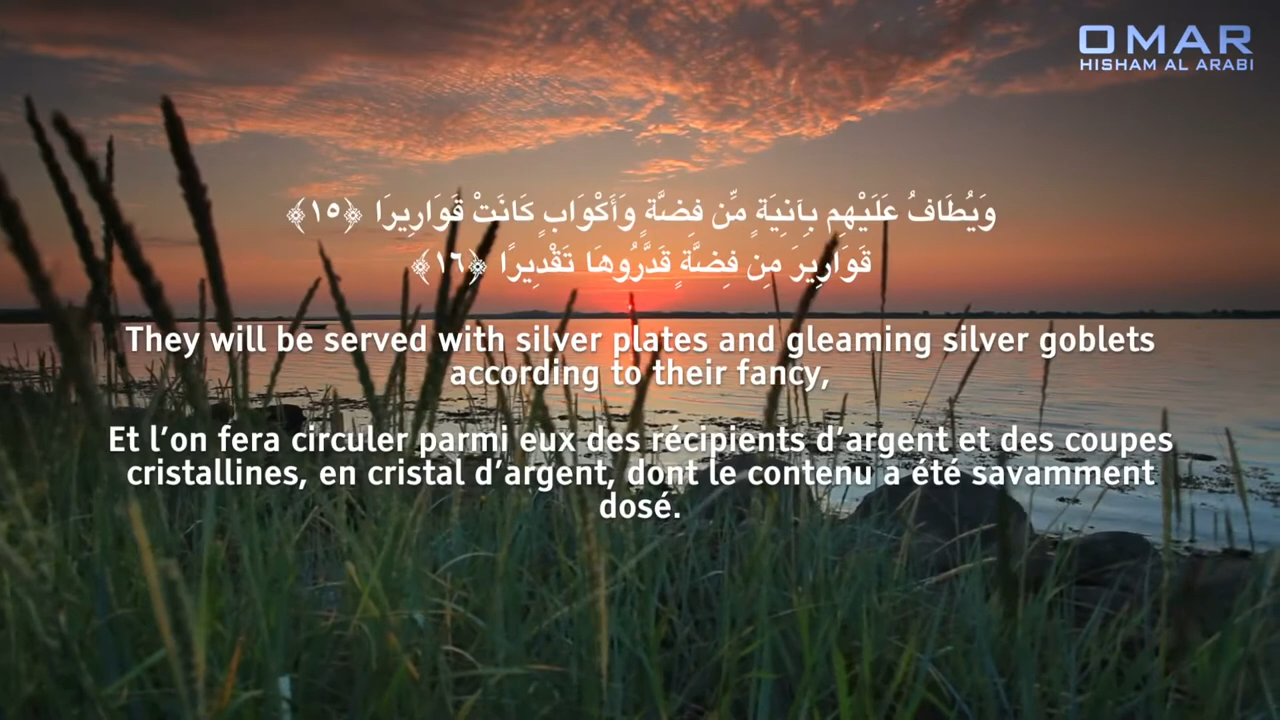 OMAR
HISHAM AL ARABI
وَيُطَافُ عَلَيْهِم بِآنِيَةٍ مِّن فِضَّةٍ وَأَكْوَابٍ كَانَتْ قَوَارِيرَا ﴿١٥﴾
قَوَارِيرَ مِن فِضَّةٍ قَدَّرُوهَا تَقْدِيرًا ﴿١٦﴾
They will be served with silver plates and gleaming silver goblets
according to their fancy,
Et l’on fera circuler parmi eux des récipients d’argent et des coupes
cristallines, en cristal d’argent, dont le contenu a été savamment
dosé.